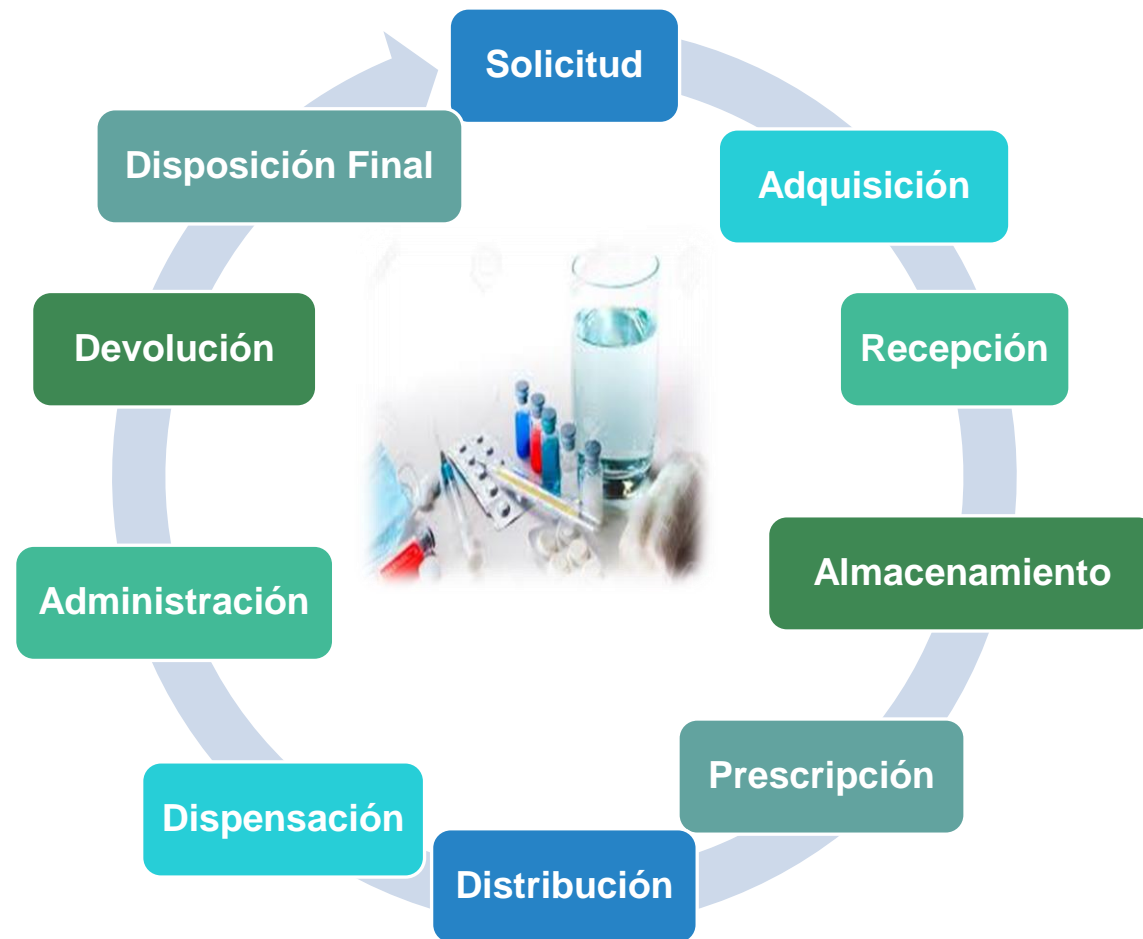 Solicitud
Adquisición
Recepción
Almacenamiento
Prescripción
Distribución
Dispensación
Administración
Devolución
Disposición Final